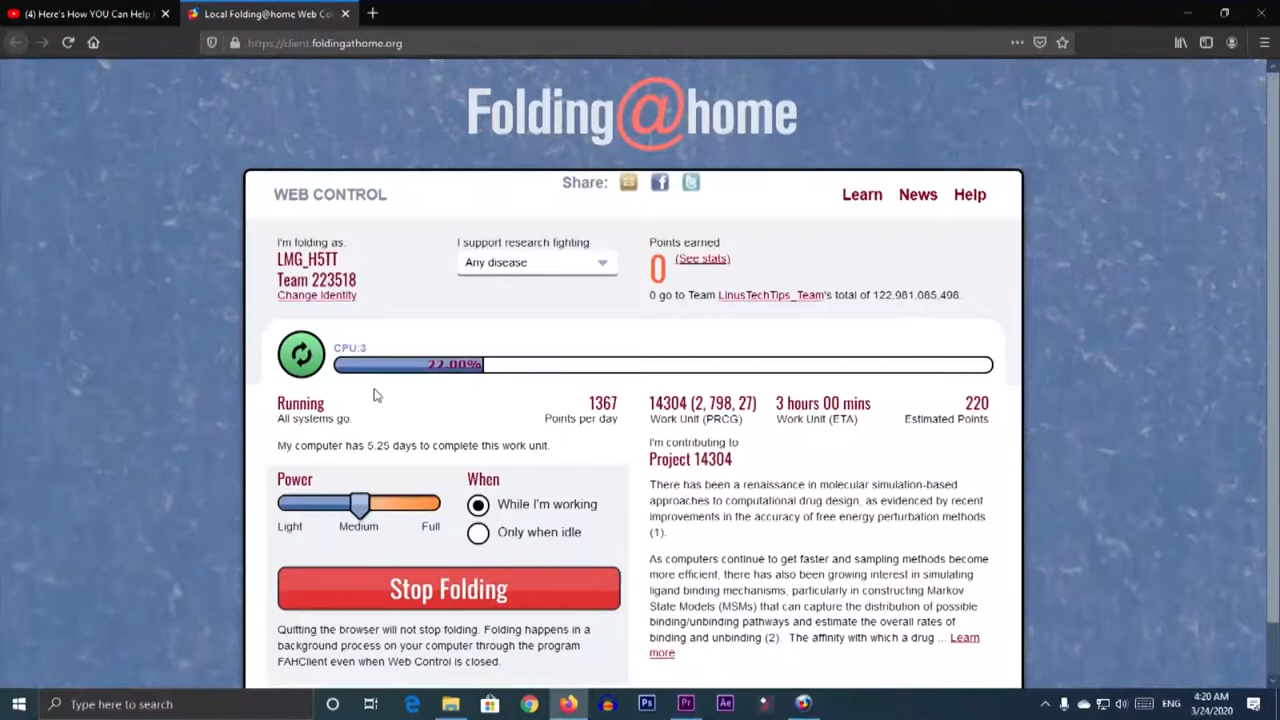 (4) Here's How YOU Can Help
Local Folding@home Web Co
https://client.foldingathome.org
Folding@home
WEB CONTROL
Share:
Learn News Help
I'm folding as:
LMG_H5TT
Team 223518
Change Identity
I support research fighting
Any disease
Points earned
0 (See stats)
0 go to Team LinusTechTips_Team's total of 122,981,085,498.
CPU:3
22.00%
Running
All systems go.
1367
Points per day
14304 (2, 798, 27)
Work Unit (PRCG)
3 hours 00 mins
Work Unit (ETA)
220
Estimated Points
My computer has 5.25 days to complete this work unit.
Power
Light Medium Full
When
While I'm working
Only when idle
Stop Folding
Quitting the browser will not stop folding. Folding happens in
a background process on your computer through the program
FAHClient even when Web Control is closed.
I'm contributing to
Project 14304
There has been a renaissance in molecular simulation-based
approaches to computational drug design, as evidenced by recent
improvements in the accuracy of free energy perturbation methods
(1).
As computers continue to get faster and sampling methods become
more efficient, there has also been growing interest in simulating
ligand binding mechanisms, particularly in constructing Markov
State Models (MSMs) that can capture the distribution of possible
binding/unbinding pathways and estimate the overall rates of
binding and unbinding (2). The affinity with which a drug ... Learn
more
Type here to search
Ps
Pr
Ae
ENG
4:20 AM
3/24/2020